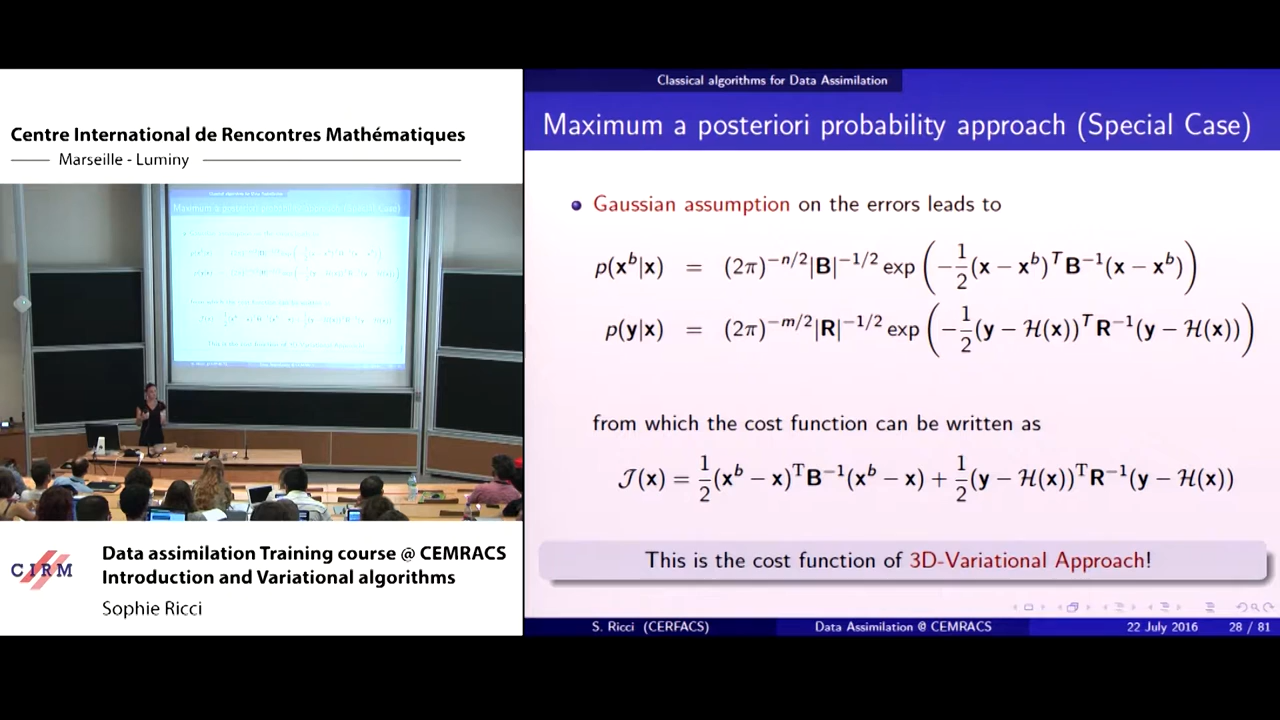 Centre International de Rencontres Mathématiques
Marseille - Luminy
CIRM
Data assimilation Training course @ CEMRACS
Introduction and Variational algorithms
Sophie Ricci
Classical algorithms for Data Assimilation
Maximum a posteriori probability approach (Special Case)
Gaussian assumption on the errors leads to
p(x^b|x) = (2π)^{-n/2}|B|^{-1/2} exp(-1/2(x − x^b)^T B^{-1}(x − x^b))
p(y|x) = (2π)^{-m/2}|R|^{-1/2} exp(-1/2(y − H(x))^T R^{-1}(y − H(x)))
from which the cost function can be written as
J(x) = 1/2(x^b − x)^T B^{-1}(x^b − x) + 1/2(y − H(x))^T R^{-1}(y − H(x))
This is the cost function of 3D-Variational Approach!
S. Ricci (CERFACS) Data Assimilation @ CEMRACS 22 July 2016 28 / 81